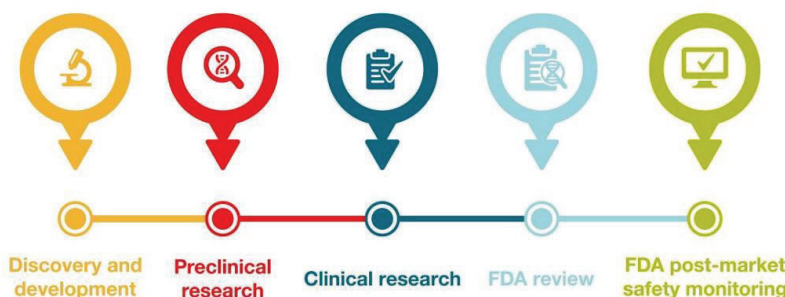 Discovery and
development
Preclinical
research
Clinical research
FDA review
FDA post-market
safety monitoring